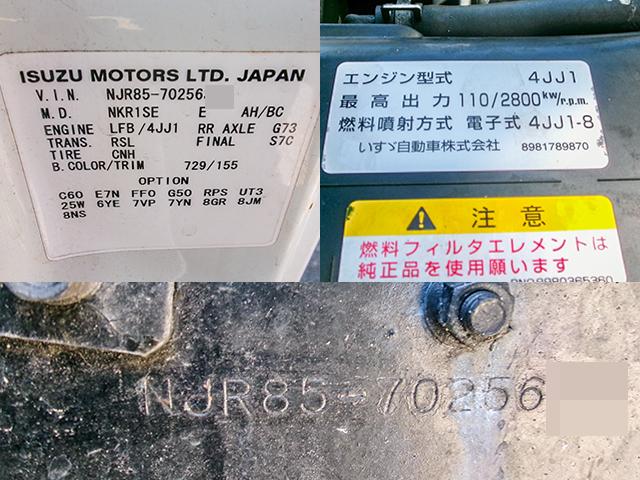 ISUZU MOTORS LTD. JAPAN
V.I.N. NJR85-70256
M.D. NKR1SE E AH/BC
ENGINE LFB/4JJ1 RR AXLE G73
TRANS. RSL FINAL S7C
TIRE CNH
B.COLOR/TRIM 729/155
OPTION
C60 E7N FF0 G50 RPS UT3
25W 6YE 7VP 7YN 8GR 8JM
8NS
エンジン型式 4JJ1
最高出力 110/2800kW/r.p.m.
燃料噴射方式 電子式 4JJ1-8
いすゞ自動車株式会社 8981789870
注意
燃料フィルタエレメントは
純正品を使用願います
NJR85-70256